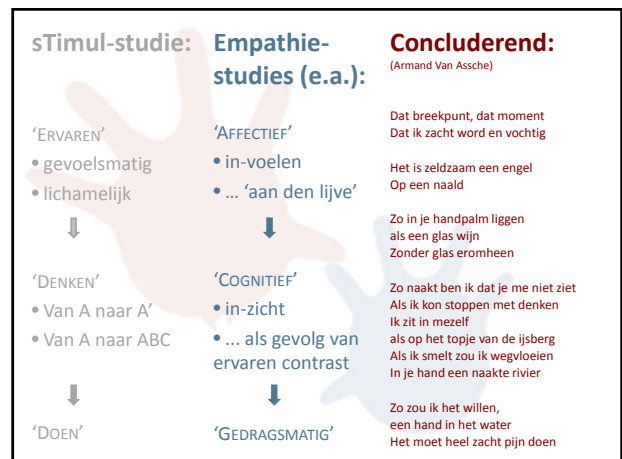 sTimul-studie:
'ERVAREN'
• gevoelsmatig
• lichamelijk
'DENKEN'
• Van A naar A'
• Van A naar ABC
'DOEN'
Empathie-
studies (e.a.):
'AFFECTIEF'
• in-voelen
• ... 'aan den lijve'
'COGNITIEF'
• in-zicht
• ... als gevolg van
ervaren contrast
'GEDRAGSMATIG'
Concluderend:
(Armand Van Assche)
Dat breekpunt, dat moment
Dat ik zacht word en vochtig
Het is zeldzaam een engel
Op een naald
Zo in je handpalm liggen
als een glas wijn
Zonder glas eromheen
Zo naakt ben ik dat je me niet ziet
Als ik kon stoppen met denken
Ik zit in mezelf
als op het topje van de ijsberg
Als ik smelt zou ik wegvloeien
In je hand een naakte rivier
Zo zou ik het willen,
een hand in het water
Het moet heel zacht pijn doen